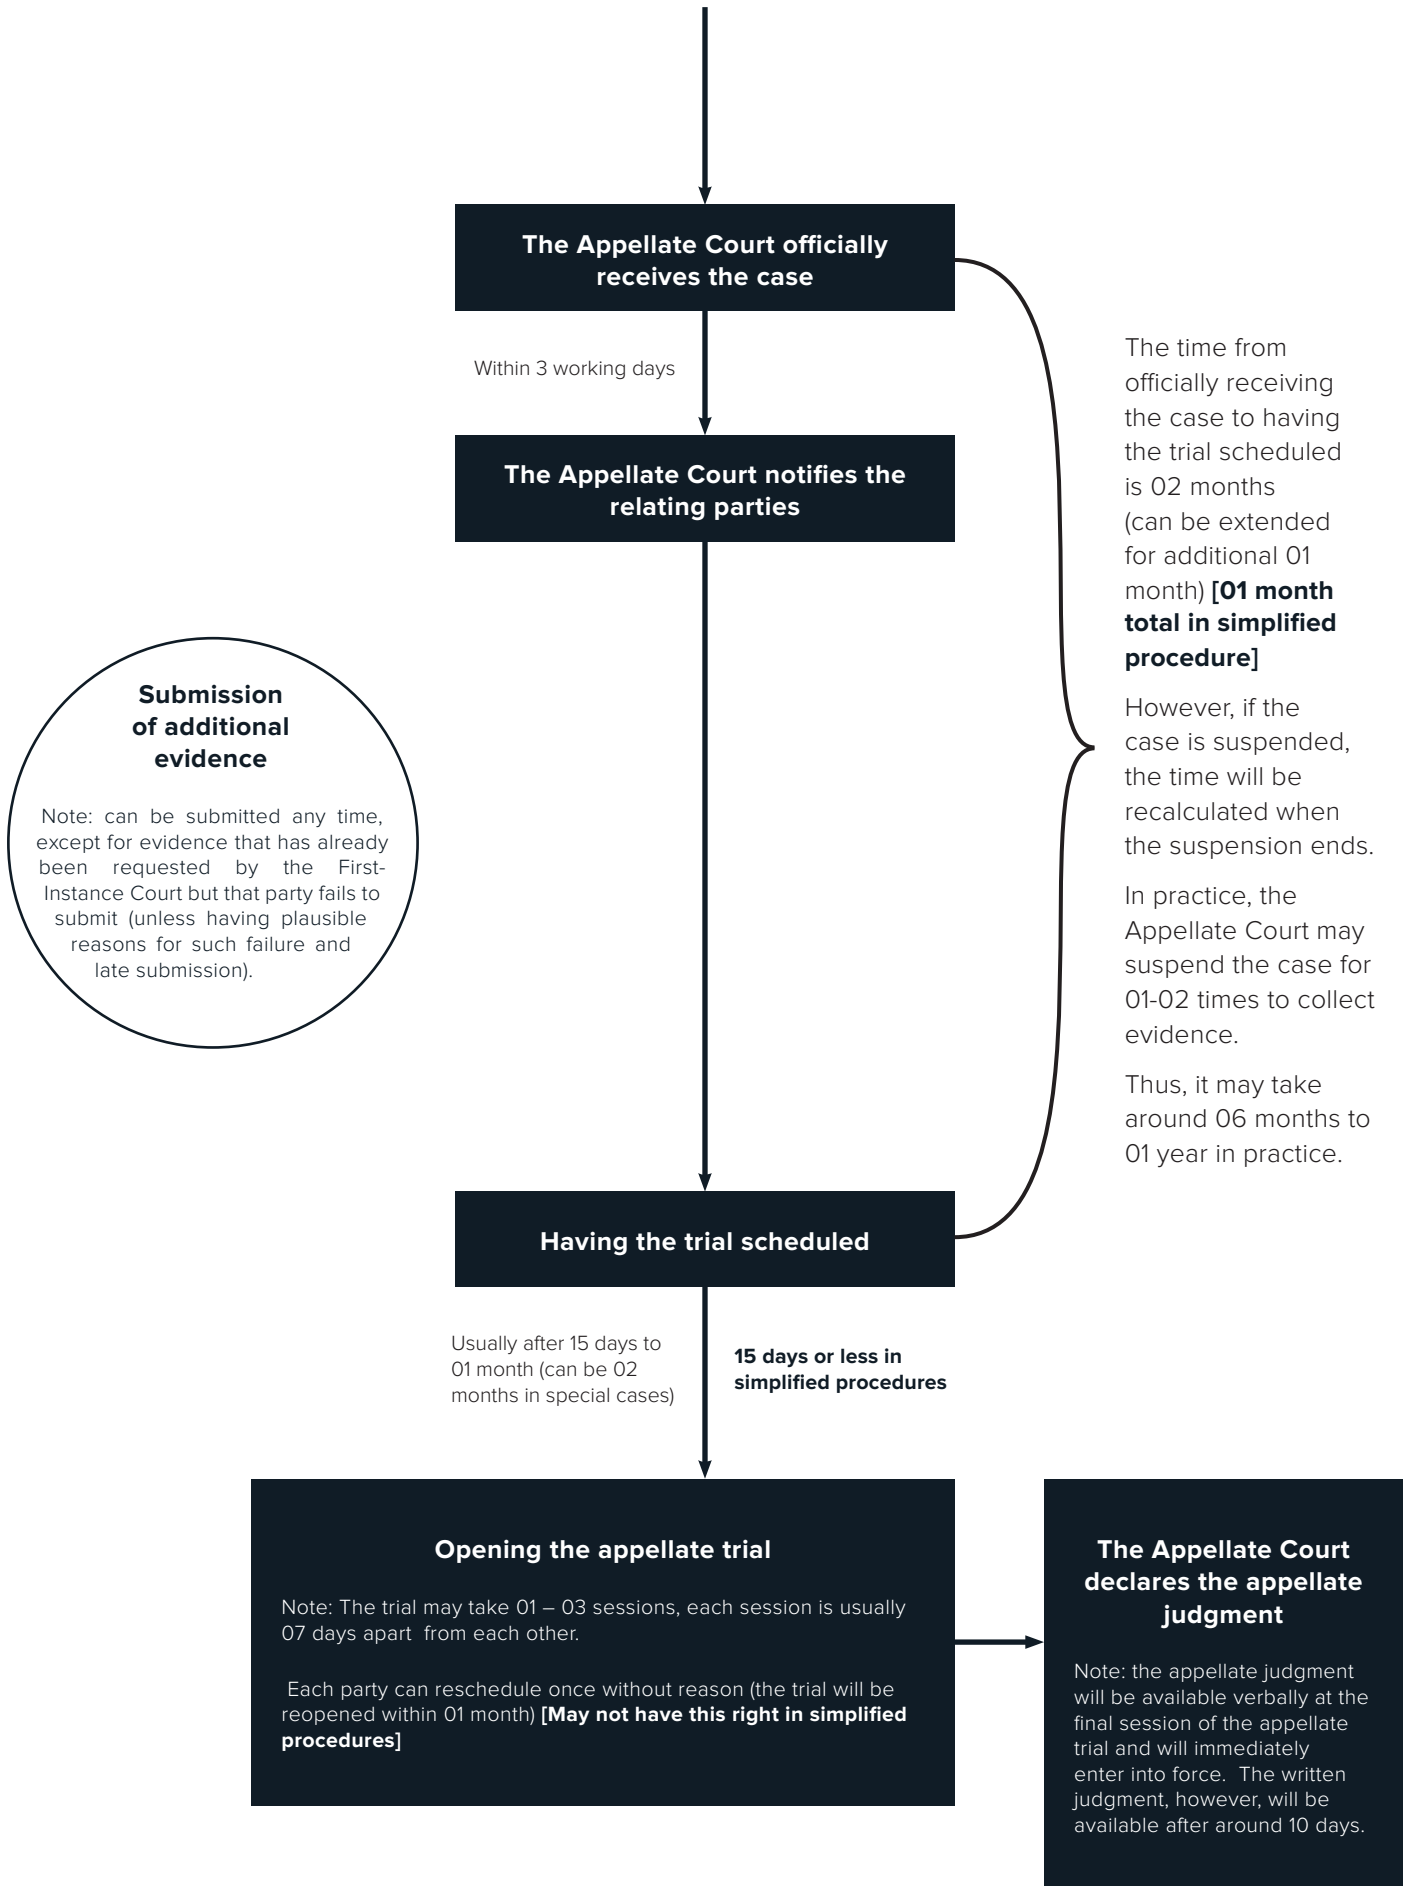 The Appellate Court officially
receives the case
Within 3 working days
The Appellate Court notifies the
relating parties
The time from
officially receiving
the case to having
the trial scheduled
is 02 months
(can be extended
for additional 01
month) [01 month
total in simplified
procedure]
However, if the
case is suspended,
the time will be
recalculated when
the suspension ends.
In practice, the
Appellate Court may
suspend the case for
01-02 times to collect
evidence.
Thus, it may take
around 06 months to
01 year in practice.
Submission
of additional
evidence
Note: can be submitted any time,
except for evidence that has already
been requested by the First-
Instance Court but that party fails to
submit (unless having plausible
reasons for such failure and
late submission).
Having the trial scheduled
Usually after 15 days to
01 month (can be 02
months in special cases)
15 days or less in
simplified procedures
Opening the appellate trial
Note: The trial may take 01 – 03 sessions, each session is usually
07 days apart from each other.
Each party can reschedule once without reason (the trial will be
reopened within 01 month) [May not have this right in simplified
procedures]
The Appellate Court
declares the appellate
judgment
Note: the appellate judgment
will be available verbally at the
final session of the appellate
trial and will immediately
enter into force. The written
judgment, however, will be
available after around 10 days.